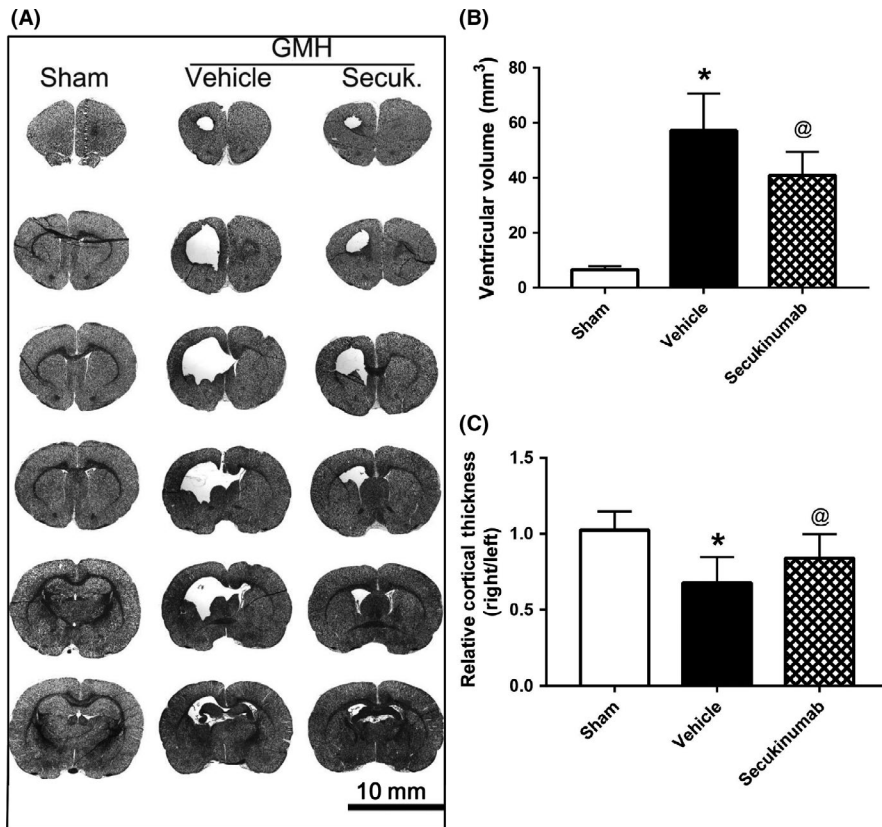 (A)
GMH
Sham Vehicle Secuk.
10 mm
(B)
Ventricular volume (mm³)
80
60
40
20
0
*
@
Sham
Vehicle
Secukinumab
(C)
Relative cortical thickness
(right/left)
1.5
1.0
0.5
0.0
*
@
Sham
Vehicle
Secukinumab